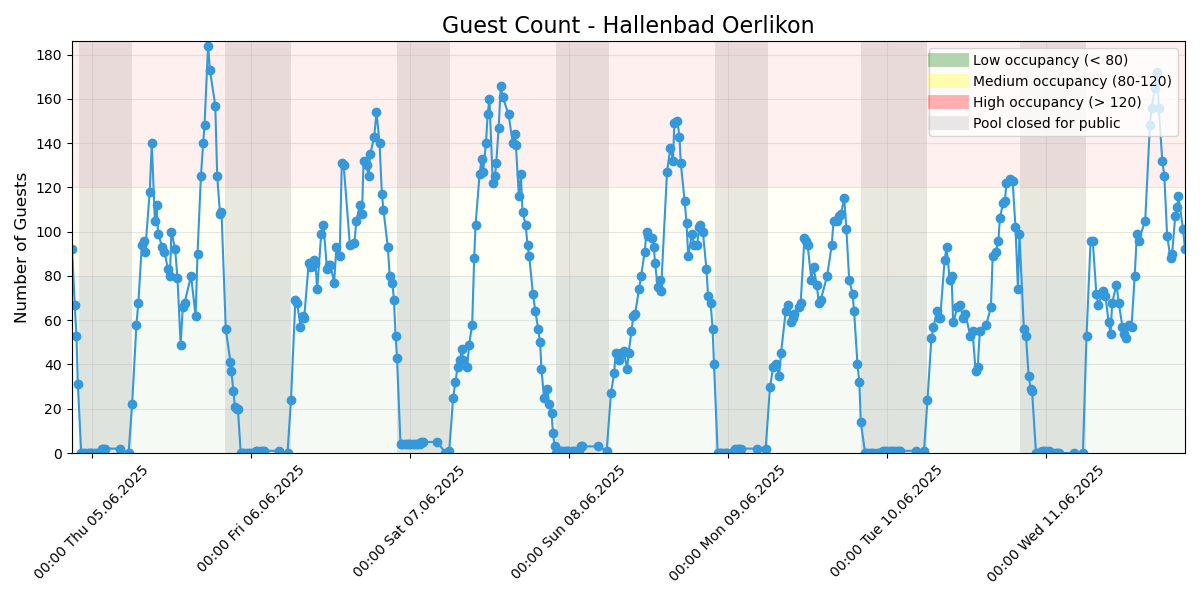 Guest Count - Hallenbad Oerlikon
Low occupancy (< 80)
Medium occupancy (80-120)
High occupancy (> 120)
Pool closed for public
Number of Guests
180
160
140
120
100
80
60
40
20
0
00:00 Thu 05.06.2025
00:00 Fri 06.06.2025
00:00 Sat 07.06.2025
00:00 Sun 08.06.2025
00:00 Mon 09.06.2025
00:00 Tue 10.06.2025
00:00 Wed 11.06.2025